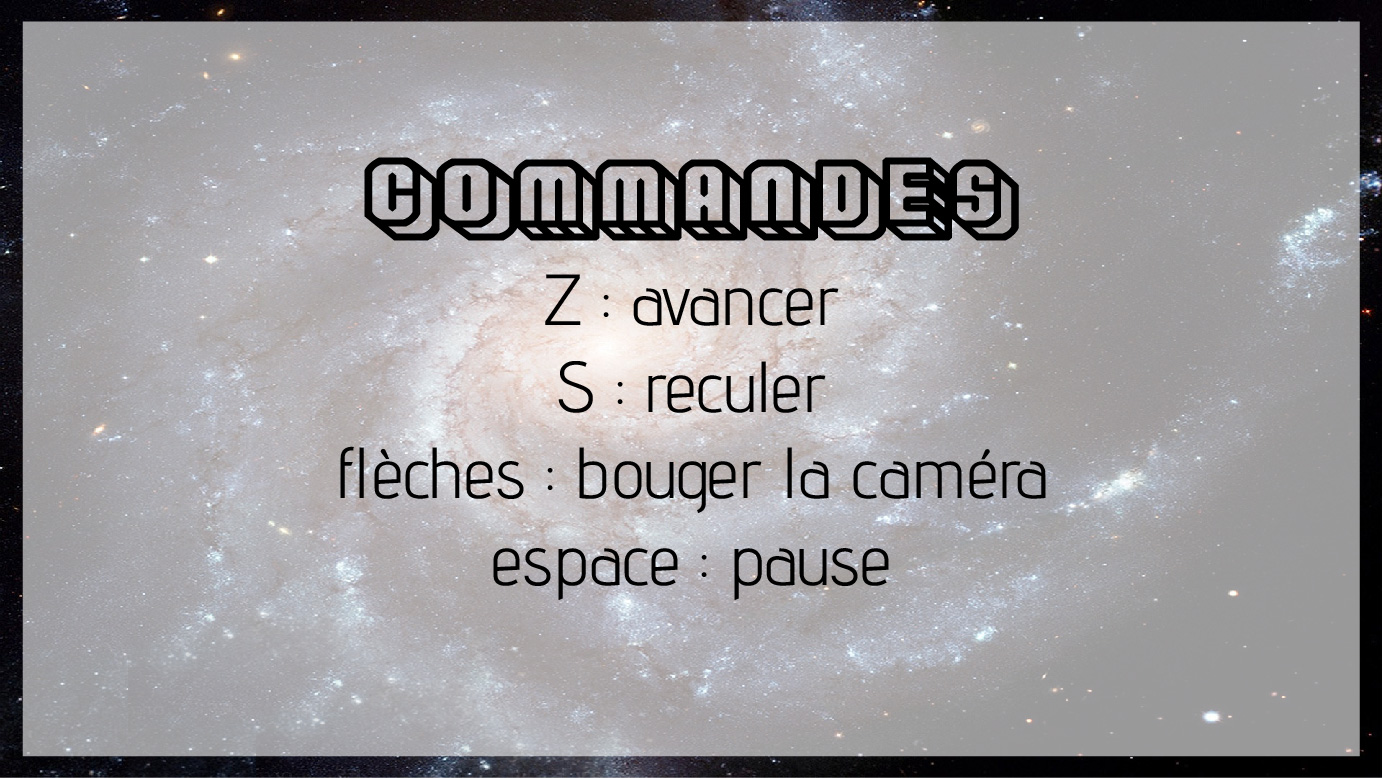 COMMANDES
Z : avancer
S : reculer
flèches : bouger la caméra
espace : pause